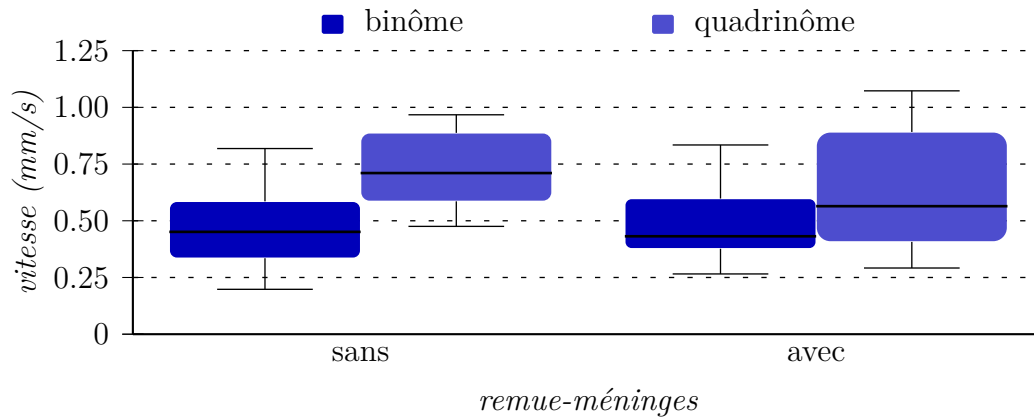 binôme quadrinôme
1.25
1.00
0.75
0.50
0.25
0
vitesse (mm/s)
sans avec
remue-méninges